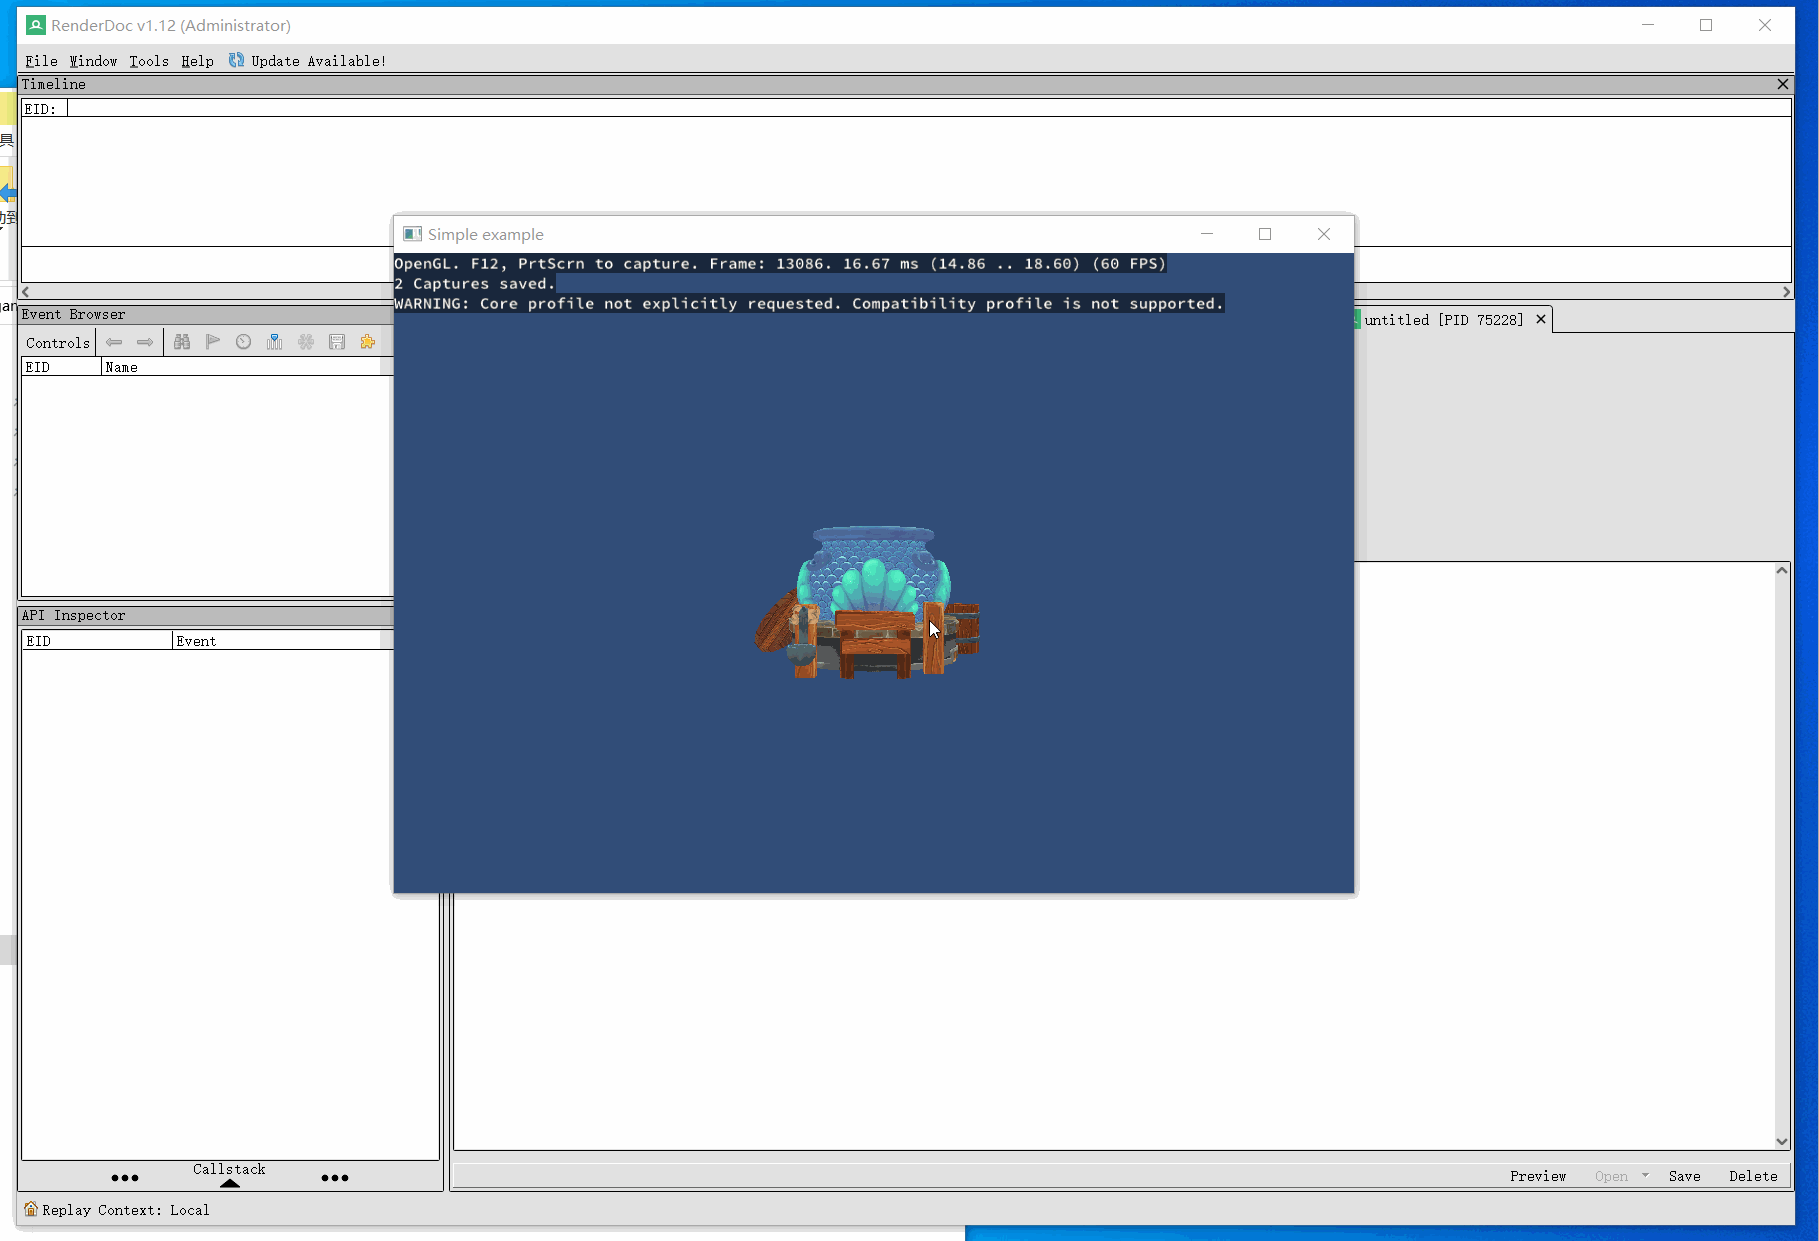 RenderDoc v1.12 (Administrator)
File Window Tools Help Update Available!
Timeline
EID:
具
Simple example
OpenGL. F12, PrtScrn to capture. Frame: 13086. 16.67 ms (14.86 .. 18.60) (60 FPS)
2 Captures saved.
WARNING: Core profile not explicitly requested. Compatibility profile is not supported.
Event Browser
untitled [PID 75228]
Controls
EID Name
API Inspector
EID Event
Callstack
Preview Open Save Delete
Replay Context: Local